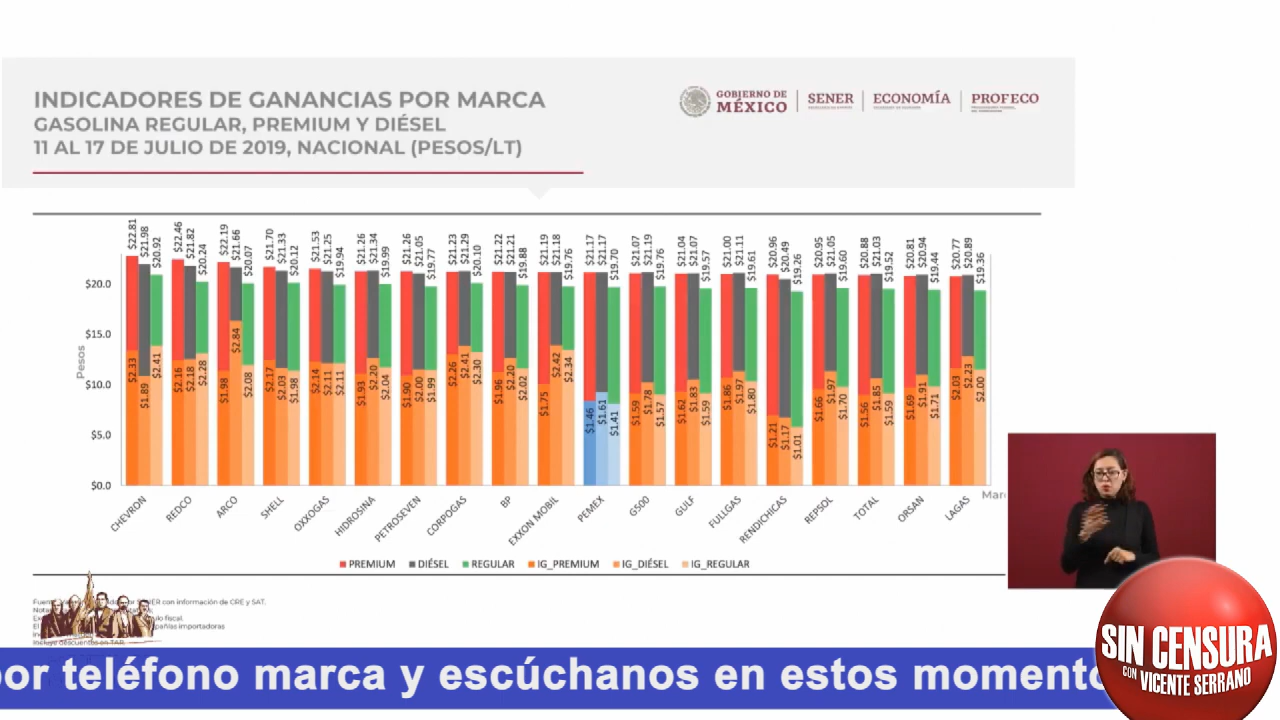 INDICADORES DE GANANCIAS POR MARCA
GASOLINA REGULAR, PREMIUM Y DIÉSEL
11 AL 17 DE JULIO DE 2019, NACIONAL (PESOS/LT)
GOBIERNO DE MÉXICO
SENER
ECONOMÍA
PROFECO
$22.81 $21.98 $20.92 $22.46 $21.82 $20.24 $22.19 $21.66 $20.07 $21.70 $21.33 $20.12 $21.53 $21.25 $19.94 $21.26 $21.34 $19.99 $21.26 $21.05 $19.77 $21.23 $21.29 $20.10 $21.22 $21.21 $19.88 $21.19 $21.18 $19.76 $21.17 $21.17 $19.70 $21.07 $21.19 $19.76 $21.04 $21.07 $19.57 $21.00 $21.11 $19.61 $20.96 $20.49 $19.26 $20.95 $21.05 $19.60 $20.88 $21.03 $19.52 $20.81 $20.94 $19.44 $20.77 $20.89 $19.36
$20.0
$15.0
$10.0
$5.0
$0.0
Pesos
$2.33 $1.89 $2.41 $2.16 $2.18 $2.28 $1.98 $2.84 $2.08 $2.17 $2.03 $1.98 $2.14 $2.11 $2.11 $1.93 $2.20 $2.04 $1.90 $2.00 $1.99 $2.26 $2.41 $2.30 $1.96 $2.20 $2.02 $1.75 $2.42 $2.34 $1.46 $1.61 $1.41 $1.59 $1.78 $1.57 $1.62 $1.83 $1.59 $1.86 $1.97 $1.80 $1.21 $1.17 $1.01 $1.66 $1.97 $1.70 $1.56 $1.85 $1.59 $1.69 $1.91 $1.71 $2.03 $2.23 $2.00
CHEVRON REDCO ARCO SHELL OXXOGAS HIDROSINA PETROSEVEN CORPOGAS BP EXXON MOBIL PEMEX G500 GULF FULLGAS RENDICHICAS REPSOL TOTAL ORSAN LAGAS
Marc
PREMIUM DIÉSEL REGULAR IG_PREMIUM IG_DIÉSEL IG_REGULAR
con información de CRE y SAT.
fiscal.
importadoras
Incluye descuentos en TAR.
por teléfono marca y escúchanos en estos momento
SIN CENSURA
CON VICENTE SERRANO